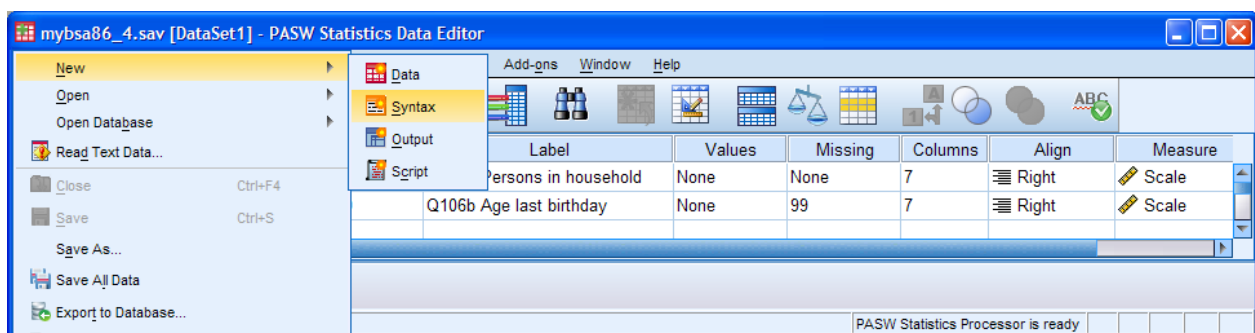 mybsa86_4.sav [DataSet1] - PASW Statistics Data Editor
New
Add-ons Window Help
Data
Open
Syntax
ABC
A
1
Open Database
Output
Label Values Missing Columns Align Measure
Read Text Data...
Script
Persons in household None None 7 Right Scale
Close Ctrl+F4
Q106b Age last birthday None 99 7 Right Scale
Save Ctrl+S
Save As...
Save All Data
Export to Database...
PASW Statistics Processor is ready